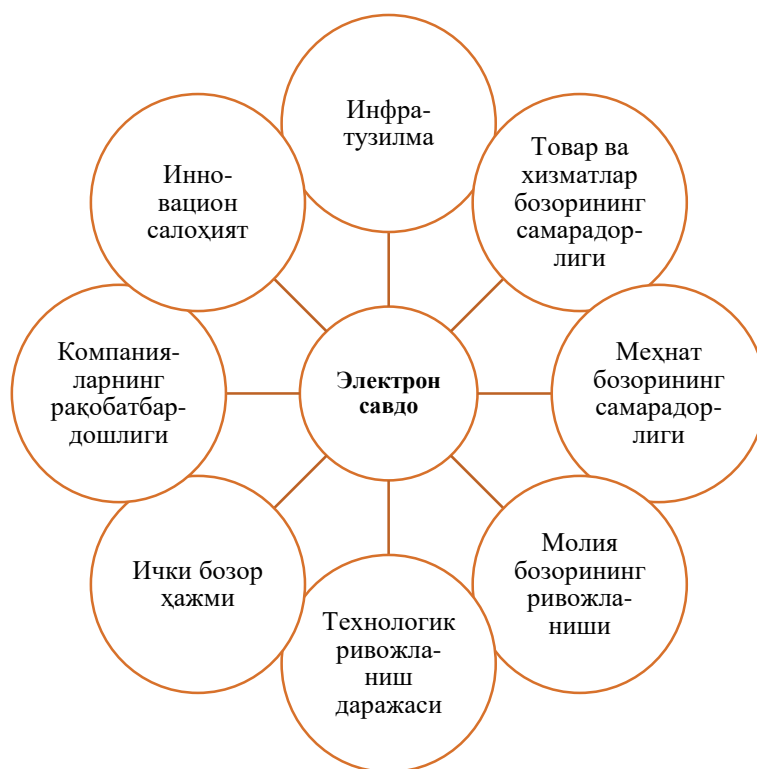 Инфра-
тузилма
Товар ва
хизматлар
бозорининг
самарадор-
лиги
Меҳнат
бозорининг
самарадор-
лиги
Молия
бозорининг
ривожла-
ниши
Технологик
ривожла-
ниш
даражаси
Ички бозор
ҳажми
Компания-
ларнинг
рақобатбар-
дошлиги
Инно-
вацион
салоҳият
Электрон
савдо